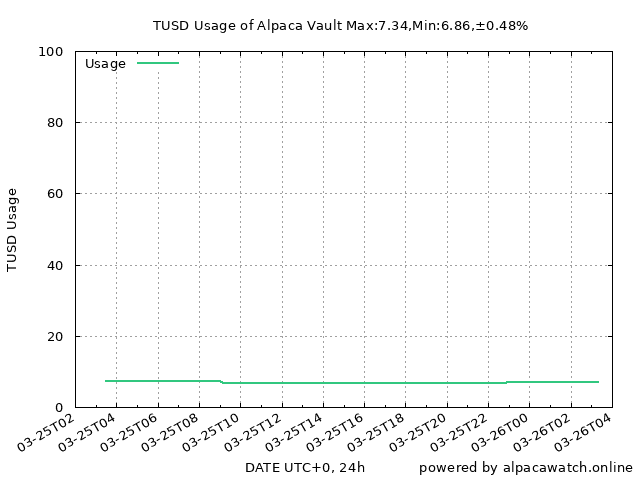 TUSD Usage of Alpaca Vault Max:7.34,Min:6.86,±0.48%
100
80
60
40
20
0
TUSD Usage
Usage
03-25T02
03-25T04
03-25T06
03-25T08
03-25T10
03-25T12
03-25T14
03-25T16
03-25T18
03-25T20
03-25T22
03-26T00
03-26T02
03-26T04
DATE UTC+0, 24h
powered by alpacawatch.online